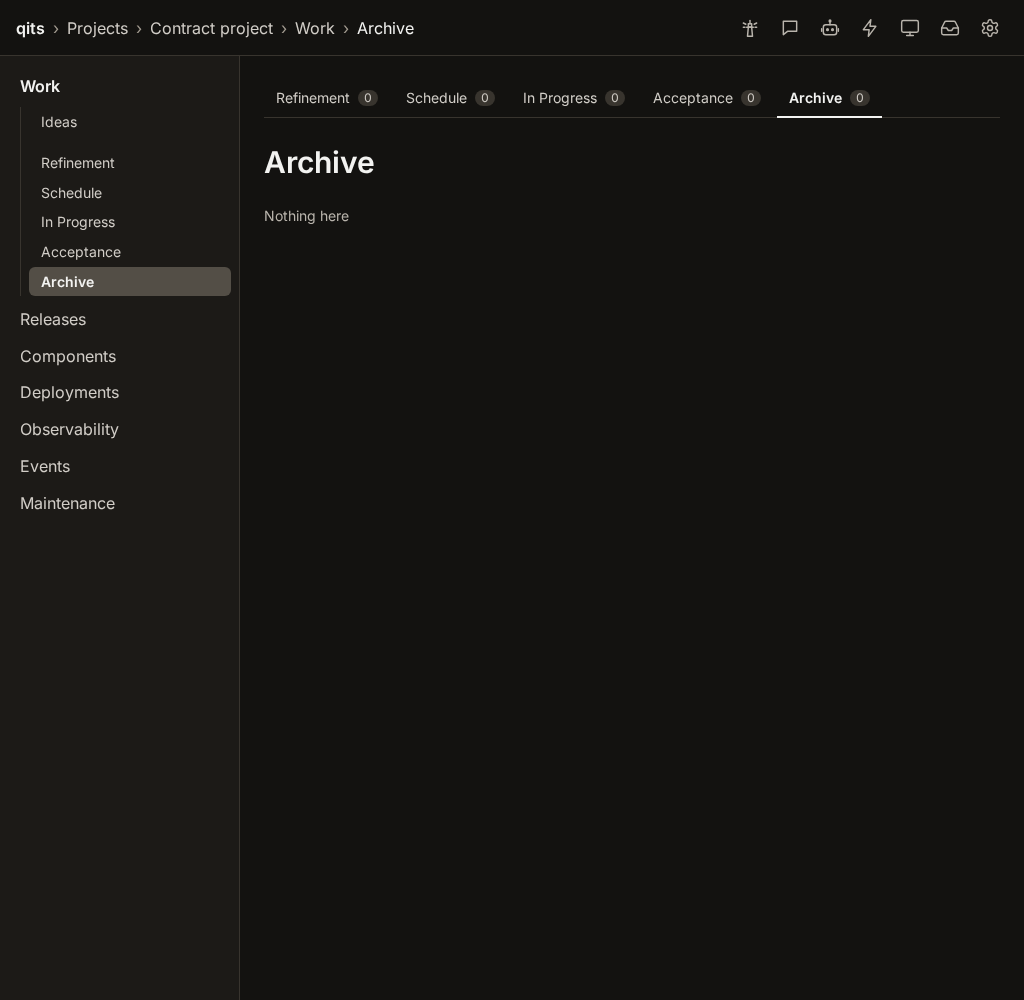 qits › Projects › Contract project › Work › Archive
Work
Ideas
Refinement
Schedule
In Progress
Acceptance
Archive
Releases
Components
Deployments
Observability
Events
Maintenance
Refinement 0 Schedule 0 In Progress 0 Acceptance 0 Archive 0
Archive
Nothing here